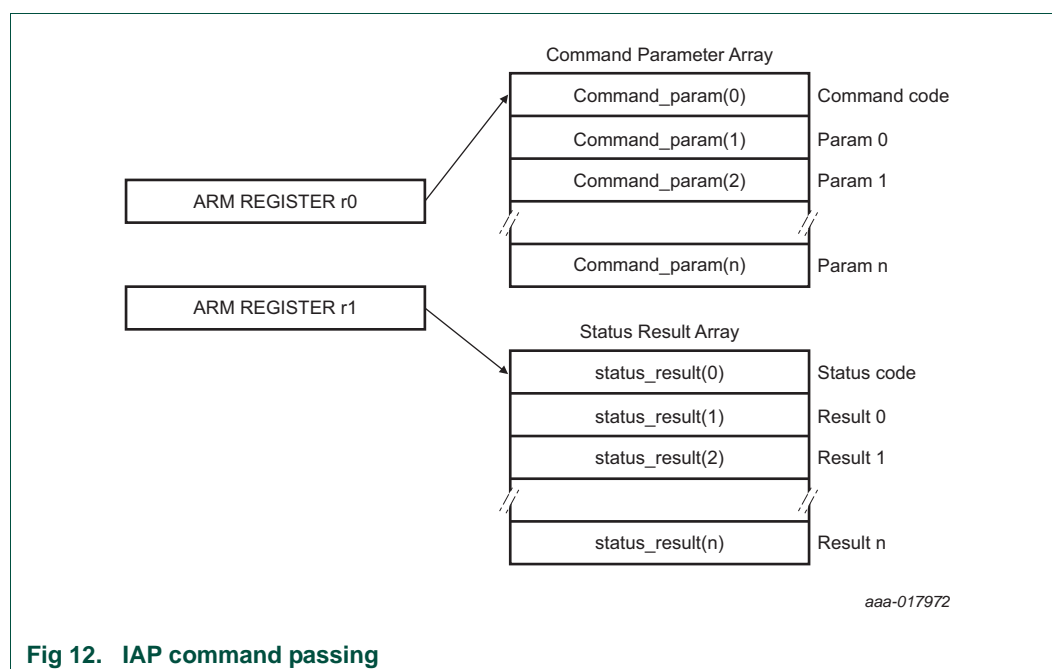 Command Parameter Array
Command_param(0) Command code
Command_param(1) Param 0
Command_param(2) Param 1
ARM REGISTER r0
Command_param(n) Param n
ARM REGISTER r1
Status Result Array
status_result(0) Status code
status_result(1) Result 0
status_result(2) Result 1
status_result(n) Result n
aaa-017972
Fig 12. IAP command passing